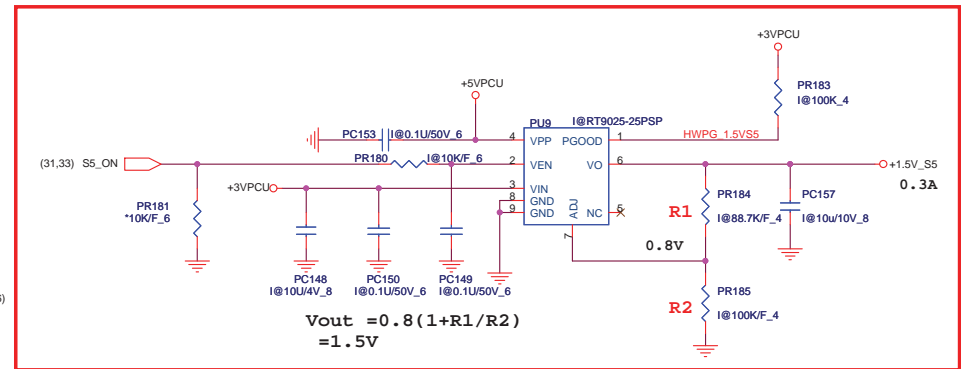 +3VPCU
+5VPCU
PR183
I@100K_4
PU9 I@RT9025-25PSP
PC153 I@0.1U/50V_6
4 VPP PGOOD 1 HWPG_1.5VS5
PR180 I@10K/F_6
(31,33) S5_ON
2 VEN VO 6
+1.5V_S5
0.3A
+3VPCU
3 VIN
8 GND
9 GND
ADJ
NC 5
7
PR181
*10K/F_6
R1
PR184
I@88.7K/F_4
PC157
I@10u/10V_8
0.8V
PC148
I@10U/4V_8
PC150
I@0.1U/50V_6
PC149
I@0.1U/50V_6
R2
PR185
I@100K/F_4
Vout =0.8(1+R1/R2)
=1.5V